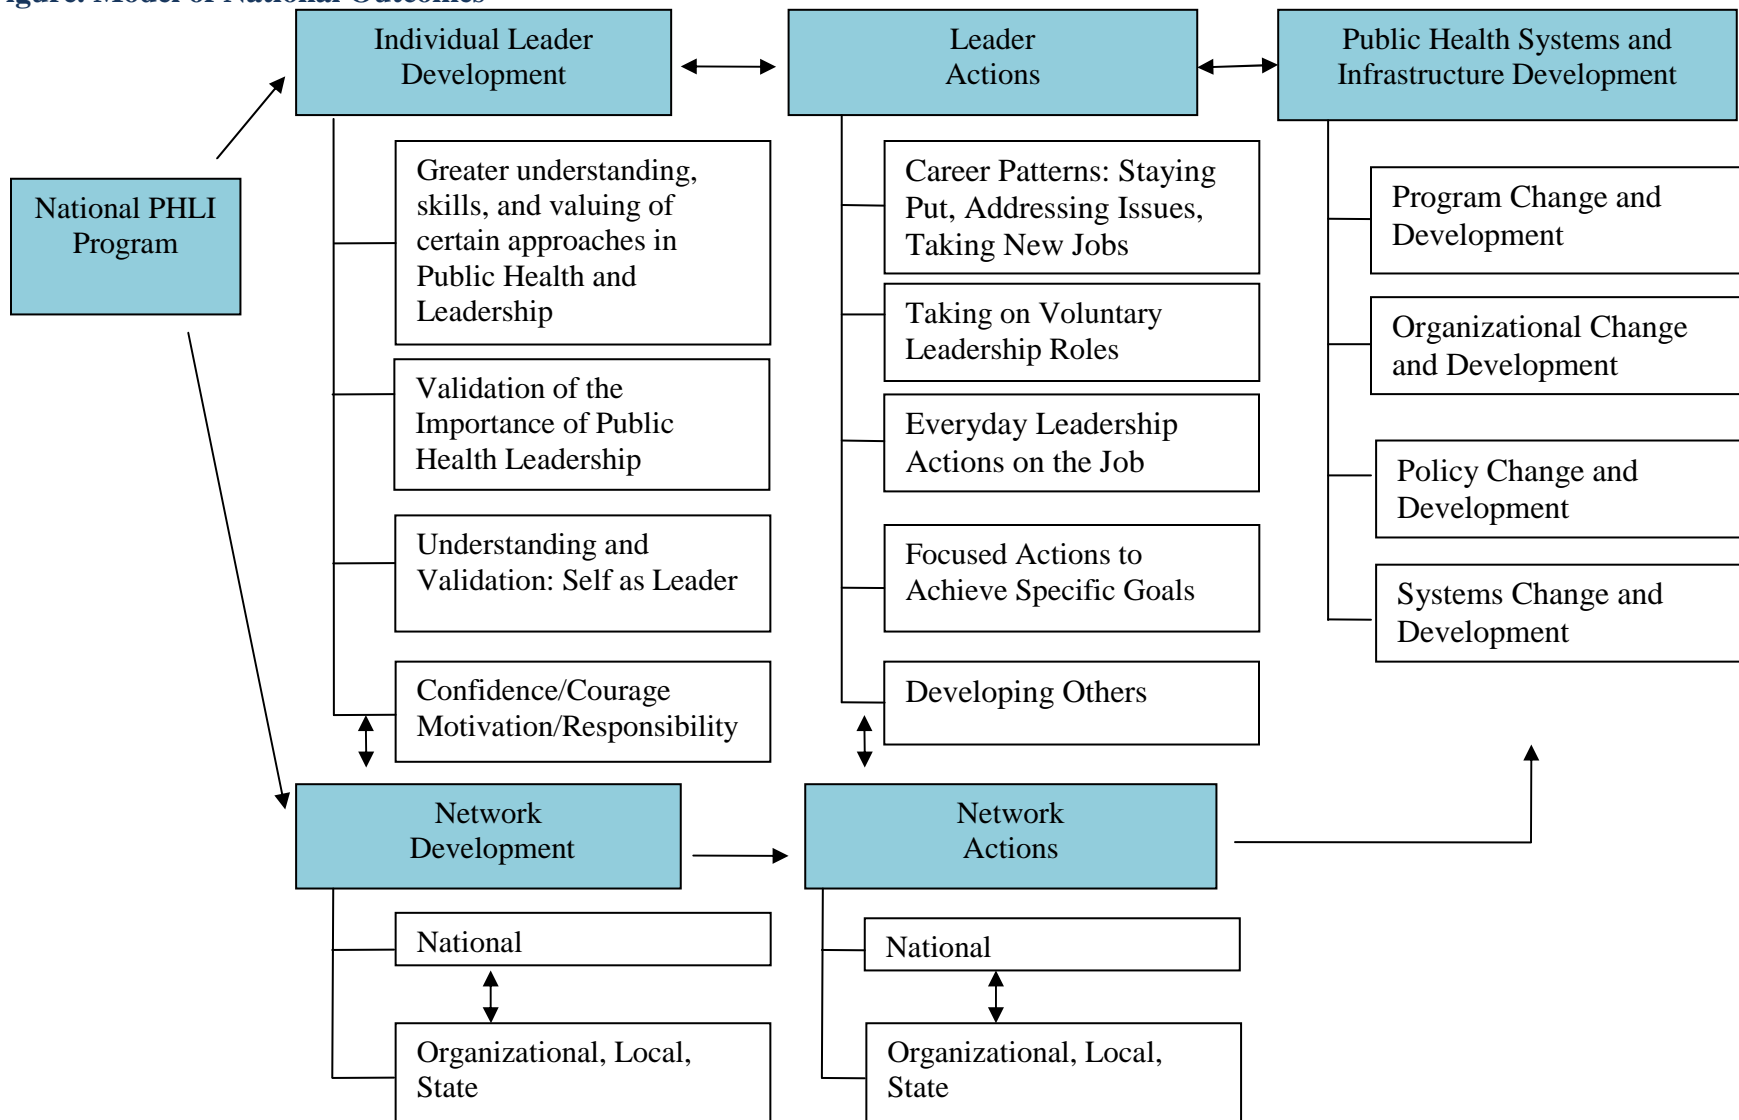 igure: Model of National Outcomes
Individual Leader
Development
Leader
Actions
Public Health Systems and
Infrastructure Development
National PHLI
Program
Greater understanding,
skills, and valuing of
certain approaches in
Public Health and
Leadership
Validation of the
Importance of Public
Health Leadership
Understanding and
Validation: Self as Leader
Confidence/Courage
Motivation/Responsibility
Career Patterns: Staying
Put, Addressing Issues,
Taking New Jobs
Taking on Voluntary
Leadership Roles
Everyday Leadership
Actions on the Job
Focused Actions to
Achieve Specific Goals
Developing Others
Program Change and
Development
Organizational Change
and Development
Policy Change and
Development
Systems Change and
Development
Network
Development
Network
Actions
National
Organizational, Local,
State
National
Organizational, Local,
State